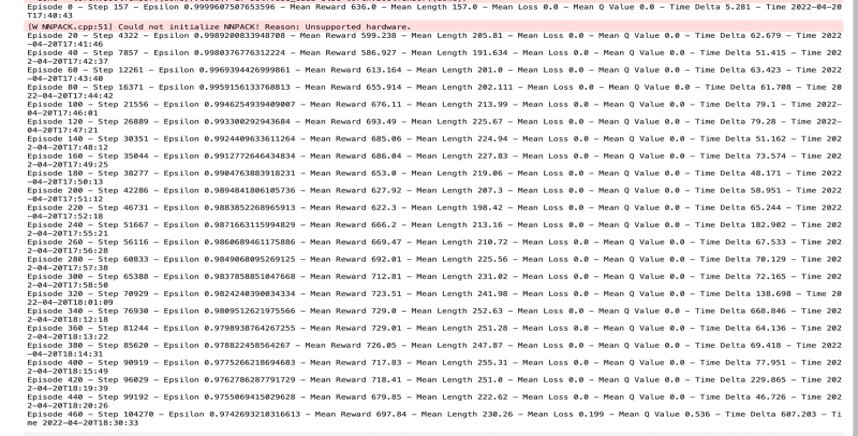 Episode 0 – Step 157 – Epsilon 0.9999607507653596 – Mean Reward 636.0 – Mean Length 157.0 – Mean Loss 0.0 – Mean Q Value 0.0 – Time Delta 5.281 – Time 2022-04-20
T17:40:43
[W NNPACK.cpp:51] Could not initialize NNPACK! Reason: Unsupported hardware.
Episode 20 – Step 4322 – Epsilon 0.9989200833948708 – Mean Reward 599.238 – Mean Length 205.81 – Mean Loss 0.0 – Mean Q Value 0.0 – Time Delta 62.679 – Time 2022
–04–20T17:41:46
Episode 40 – Step 7857 – Epsilon 0.9980376776312224 – Mean Reward 586.927 – Mean Length 191.634 – Mean Loss 0.0 – Mean Q Value 0.0 – Time Delta 51.415 – Time 202
2–04–20T17:42:37
Episode 60 – Step 12261 – Epsilon 0.9969394426999861 – Mean Reward 613.164 – Mean Length 201.0 – Mean Loss 0.0 – Mean Q Value 0.0 – Time Delta 63.423 – Time 202
2–04–20T17:43:40
Episode 80 – Step 16371 – Epsilon 0.9959156133768813 – Mean Reward 655.914 – Mean Length 202.111 – Mean Loss 0.0 – Mean Q Value 0.0 – Time Delta 61.708 – Time 20
22–04–20T17:44:42
Episode 100 – Step 21556 – Epsilon 0.9946254939409007 – Mean Reward 676.11 – Mean Length 213.99 – Mean Loss 0.0 – Mean Q Value 0.0 – Time Delta 79.1 – Time 2022–
04–20T17:46:01
Episode 120 – Step 26889 – Epsilon 0.993300292943684 – Mean Reward 693.49 – Mean Length 225.67 – Mean Loss 0.0 – Mean Q Value 0.0 – Time Delta 79.28 – Time 2022–
04–20T17:47:21
Episode 140 – Step 30351 – Epsilon 0.9924409633611264 – Mean Reward 685.06 – Mean Length 224.94 – Mean Loss 0.0 – Mean Q Value 0.0 – Time Delta 51.162 – Time 202
2–04–20T17:48:12
Episode 160 – Step 35044 – Epsilon 0.9912772646434834 – Mean Reward 686.04 – Mean Length 227.83 – Mean Loss 0.0 – Mean Q Value 0.0 – Time Delta 73.574 – Time 202
2–04–20T17:49:25
Episode 180 – Step 38277 – Epsilon 0.9904763883918231 – Mean Reward 653.0 – Mean Length 219.06 – Mean Loss 0.0 – Mean Q Value 0.0 – Time Delta 48.171 – Time 2022
–04–20T17:50:13
Episode 200 – Step 42286 – Epsilon 0.9894841806105736 – Mean Reward 627.92 – Mean Length 207.3 – Mean Loss 0.0 – Mean Q Value 0.0 – Time Delta 58.951 – Time 2022
–04–20T17:51:12
Episode 220 – Step 46731 – Epsilon 0.9883852268965913 – Mean Reward 622.3 – Mean Length 198.42 – Mean Loss 0.0 – Mean Q Value 0.0 – Time Delta 65.244 – Time 2022
–04–20T17:52:18
Episode 240 – Step 51667 – Epsilon 0.9871663115994829 – Mean Reward 666.2 – Mean Length 213.16 – Mean Loss 0.0 – Mean Q Value 0.0 – Time Delta 182.902 – Time 202
2–04–20T17:55:21
Episode 260 – Step 56116 – Epsilon 0.9860689461175886 – Mean Reward 669.47 – Mean Length 210.72 – Mean Loss 0.0 – Mean Q Value 0.0 – Time Delta 67.533 – Time 202
2–04–20T17:56:28
Episode 280 – Step 60833 – Epsilon 0.9849068095269125 – Mean Reward 692.01 – Mean Length 225.56 – Mean Loss 0.0 – Mean Q Value 0.0 – Time Delta 70.129 – Time 202
2–04–20T17:57:38
Episode 300 – Step 65388 – Epsilon 0.9837858851047668 – Mean Reward 712.81 – Mean Length 231.02 – Mean Loss 0.0 – Mean Q Value 0.0 – Time Delta 72.165 – Time 202
2–04–20T17:58:50
Episode 320 – Step 70929 – Epsilon 0.9824240390034334 – Mean Reward 723.51 – Mean Length 241.98 – Mean Loss 0.0 – Mean Q Value 0.0 – Time Delta 138.698 – Time 20
22–04–20T18:01:09
Episode 340 – Step 76930 – Epsilon 0.9809512621975966 – Mean Reward 729.0 – Mean Length 252.63 – Mean Loss 0.0 – Mean Q Value 0.0 – Time Delta 668.846 – Time 202
2–04–20T18:12:18
Episode 360 – Step 81244 – Epsilon 0.9798938764267255 – Mean Reward 729.01 – Mean Length 251.28 – Mean Loss 0.0 – Mean Q Value 0.0 – Time Delta 64.136 – Time 202
2–04–20T18:13:22
Episode 380 – Step 85620 – Epsilon 0.978822458564267 – Mean Reward 726.05 – Mean Length 247.87 – Mean Loss 0.0 – Mean Q Value 0.0 – Time Delta 69.418 – Time 2022
–04–20T18:14:31
Episode 400 – Step 90919 – Epsilon 0.9775266218694683 – Mean Reward 717.83 – Mean Length 255.31 – Mean Loss 0.0 – Mean Q Value 0.0 – Time Delta 77.951 – Time 202
2–04–20T18:15:49
Episode 420 – Step 96029 – Epsilon 0.9762786287791729 – Mean Reward 718.41 – Mean Length 251.0 – Mean Loss 0.0 – Mean Q Value 0.0 – Time Delta 229.865 – Time 202
2–04–20T18:19:39
Episode 440 – Step 99192 – Epsilon 0.9755069415029628 – Mean Reward 679.85 – Mean Length 222.62 – Mean Loss 0.0 – Mean Q Value 0.0 – Time Delta 46.726 – Time 202
2–04–20T18:20:26
Episode 460 – Step 104270 – Epsilon 0.9742693210316613 – Mean Reward 697.84 – Mean Length 230.26 – Mean Loss 0.199 – Mean Q Value 0.536 – Time Delta 607.203 – Ti
me 2022–04–20T18:30:33